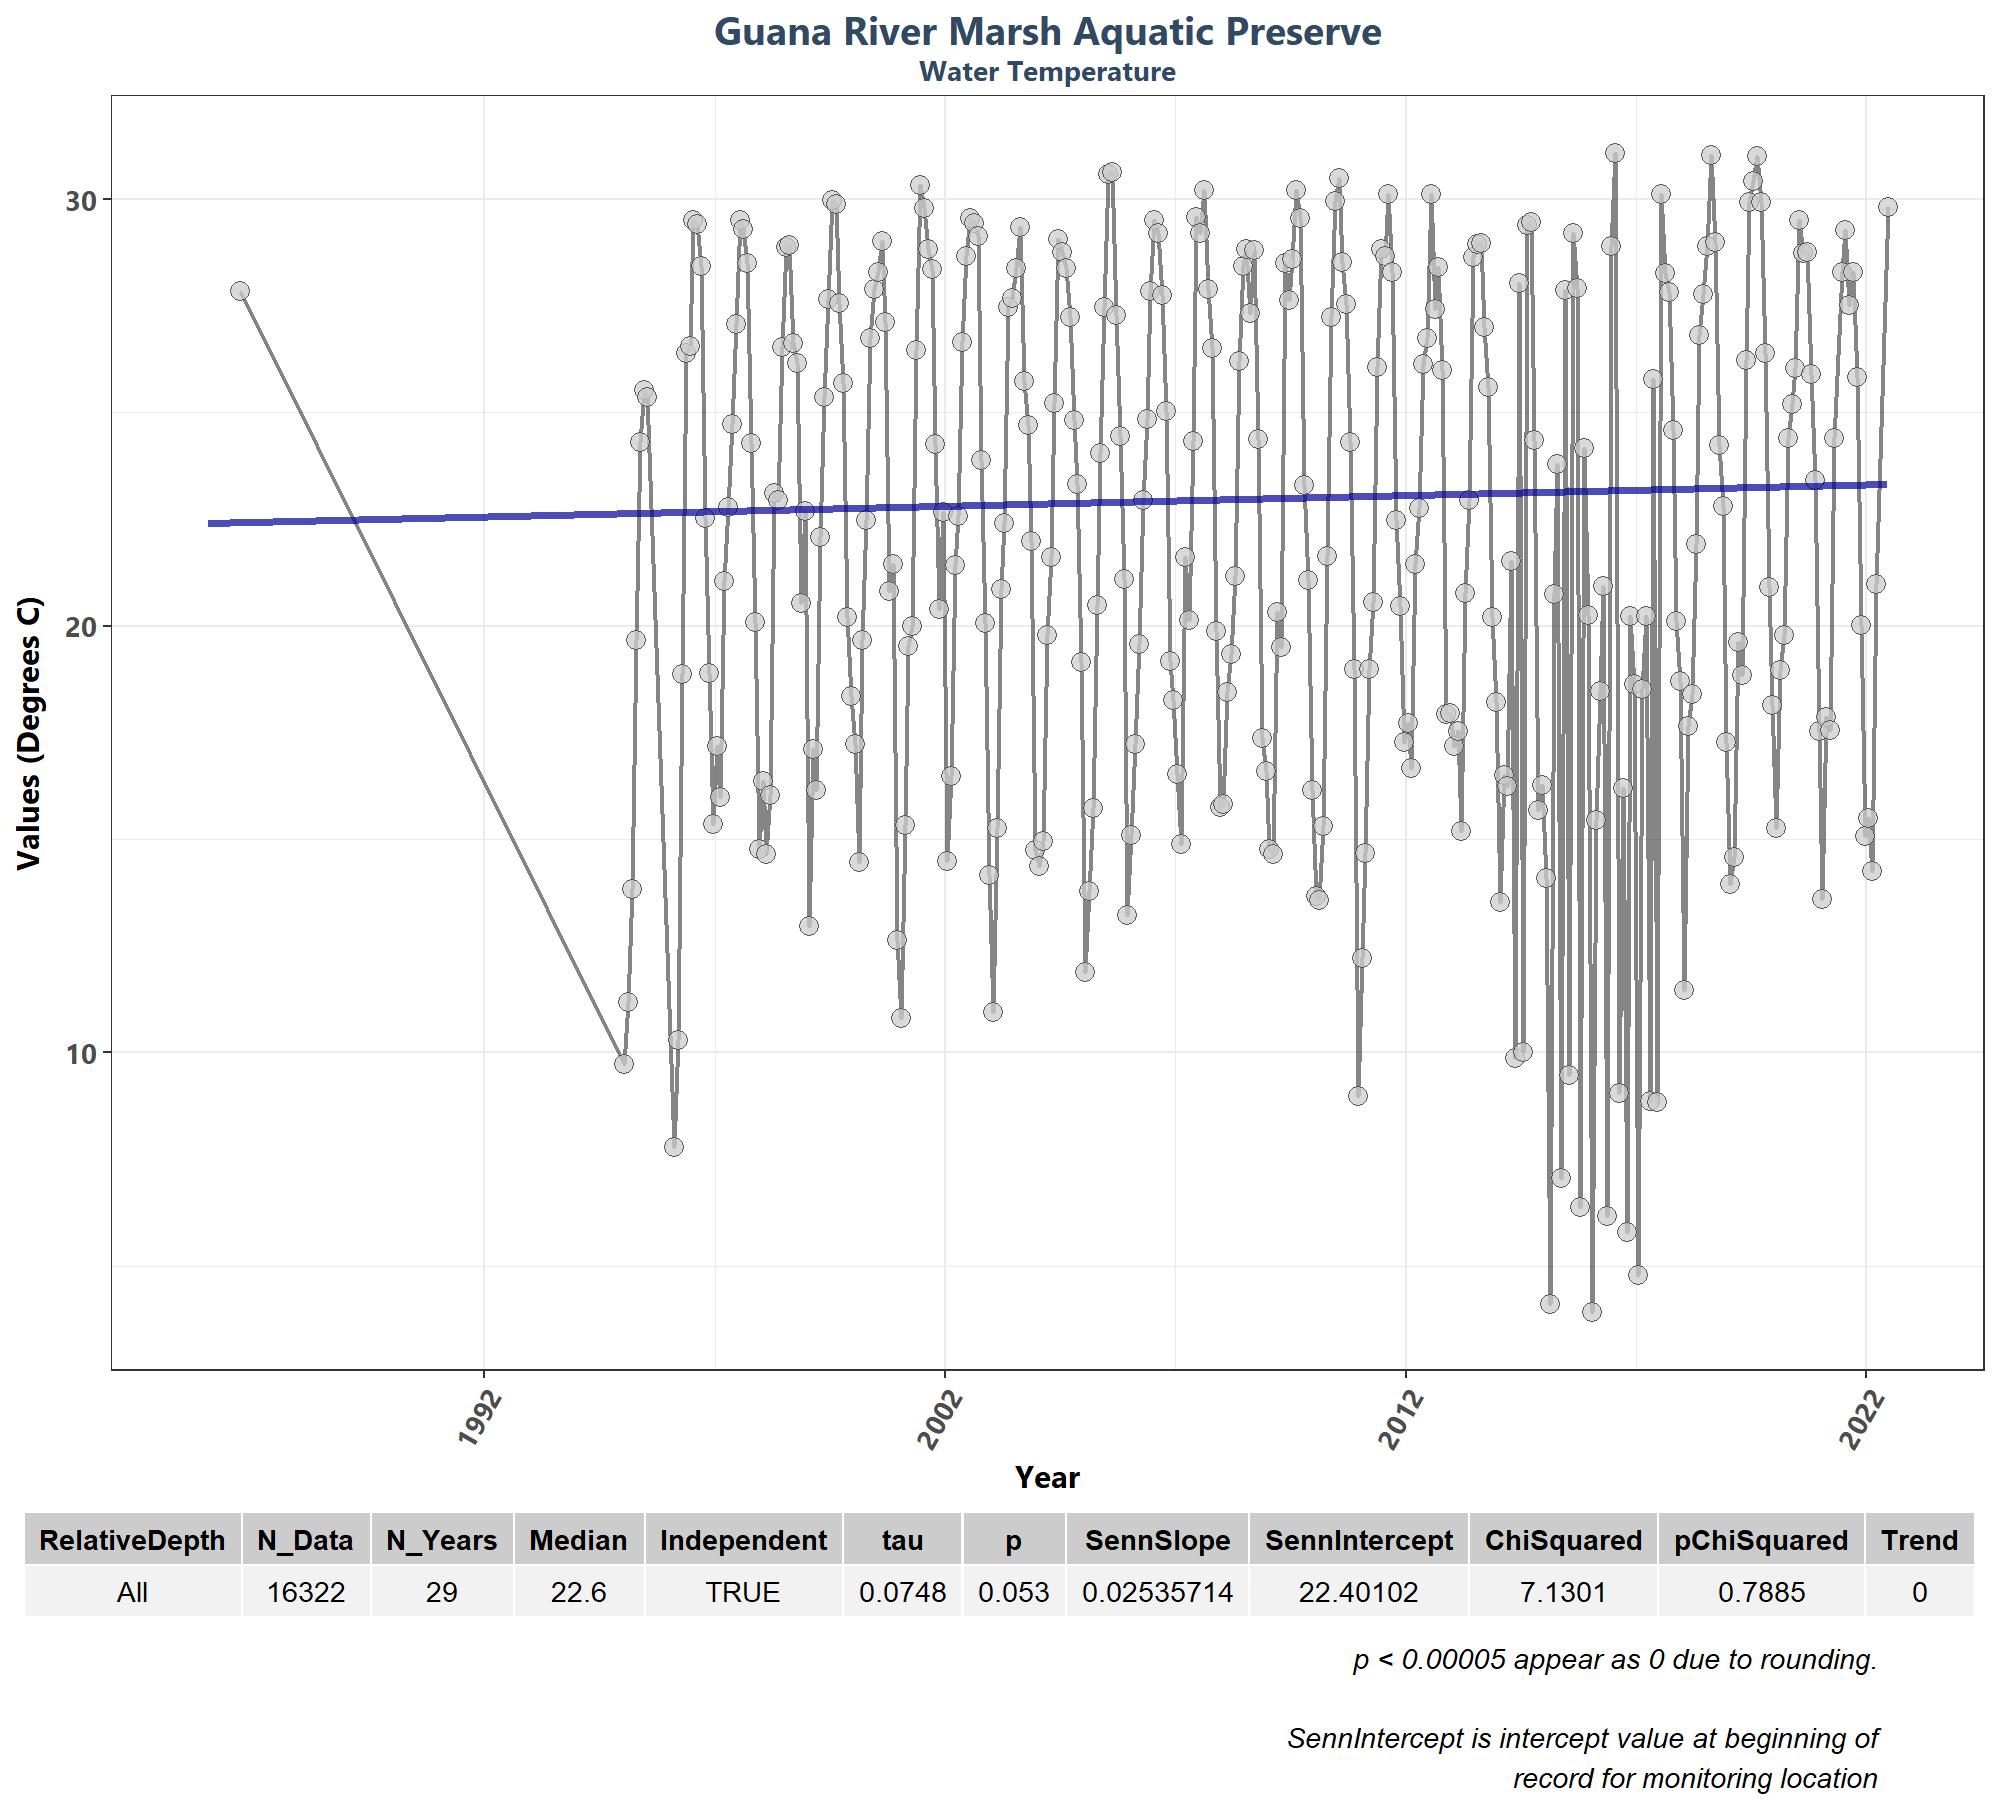 Guana River Marsh Aquatic Preserve
Water Temperature
Values (Degrees C)
30
20
10
1992
2002
2012
2022
Year
RelativeDepth N_Data N_Years Median Independent tau p SennSlope SennIntercept ChiSquared pChiSquared Trend
All 16322 29 22.6 TRUE 0.0748 0.053 0.02535714 22.40102 7.1301 0.7885 0
p < 0.00005 appear as 0 due to rounding.
SennIntercept is intercept value at beginning of
record for monitoring location